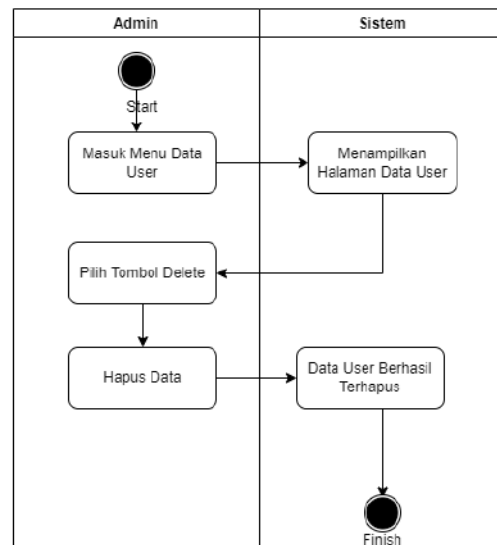 Admin
Sistem
Start
Masuk Menu Data
User
Menampilkan
Halaman Data User
Pilih Tombol Delete
Hapus Data
Data User Berhasil
Terhapus
Finish